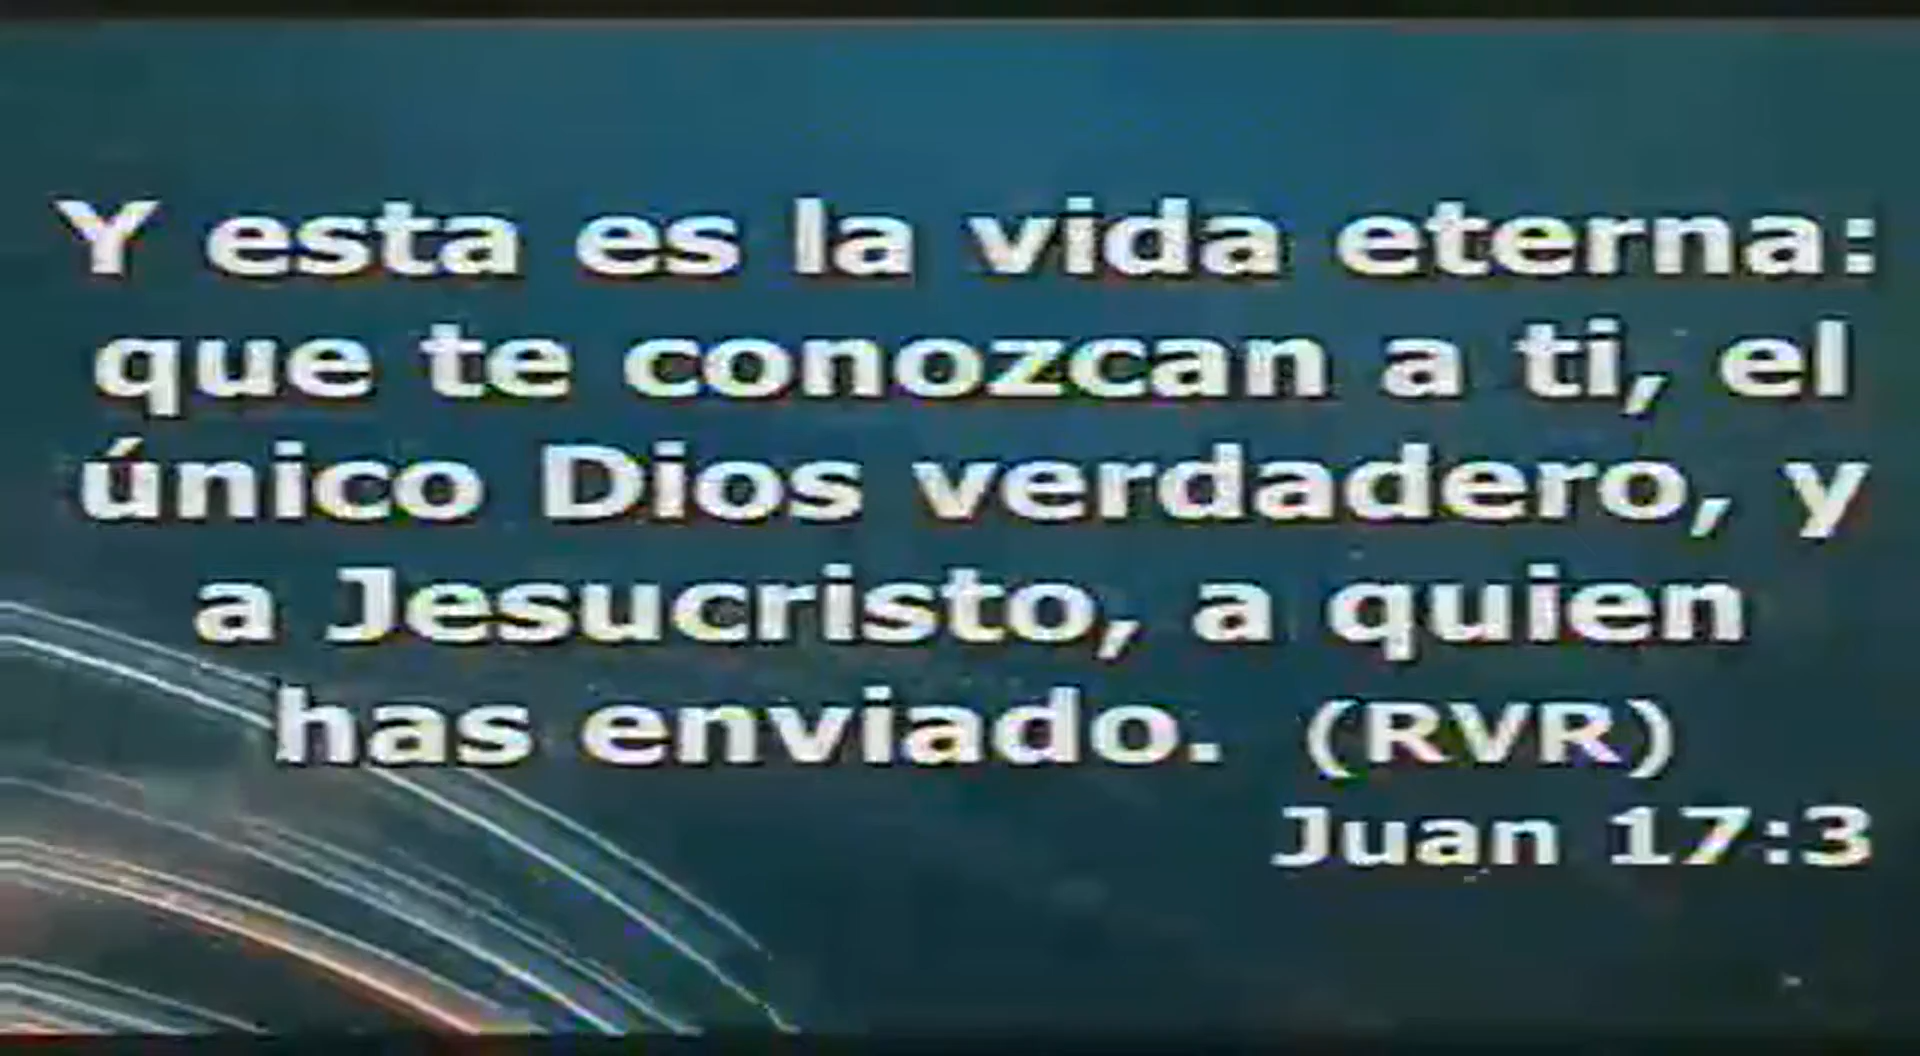 Y esta es la vida eterna:
que te conozcan a ti, el
único Dios verdadero, y
a Jesucristo, a quien
has enviado. (RVR)
Juan 17:3